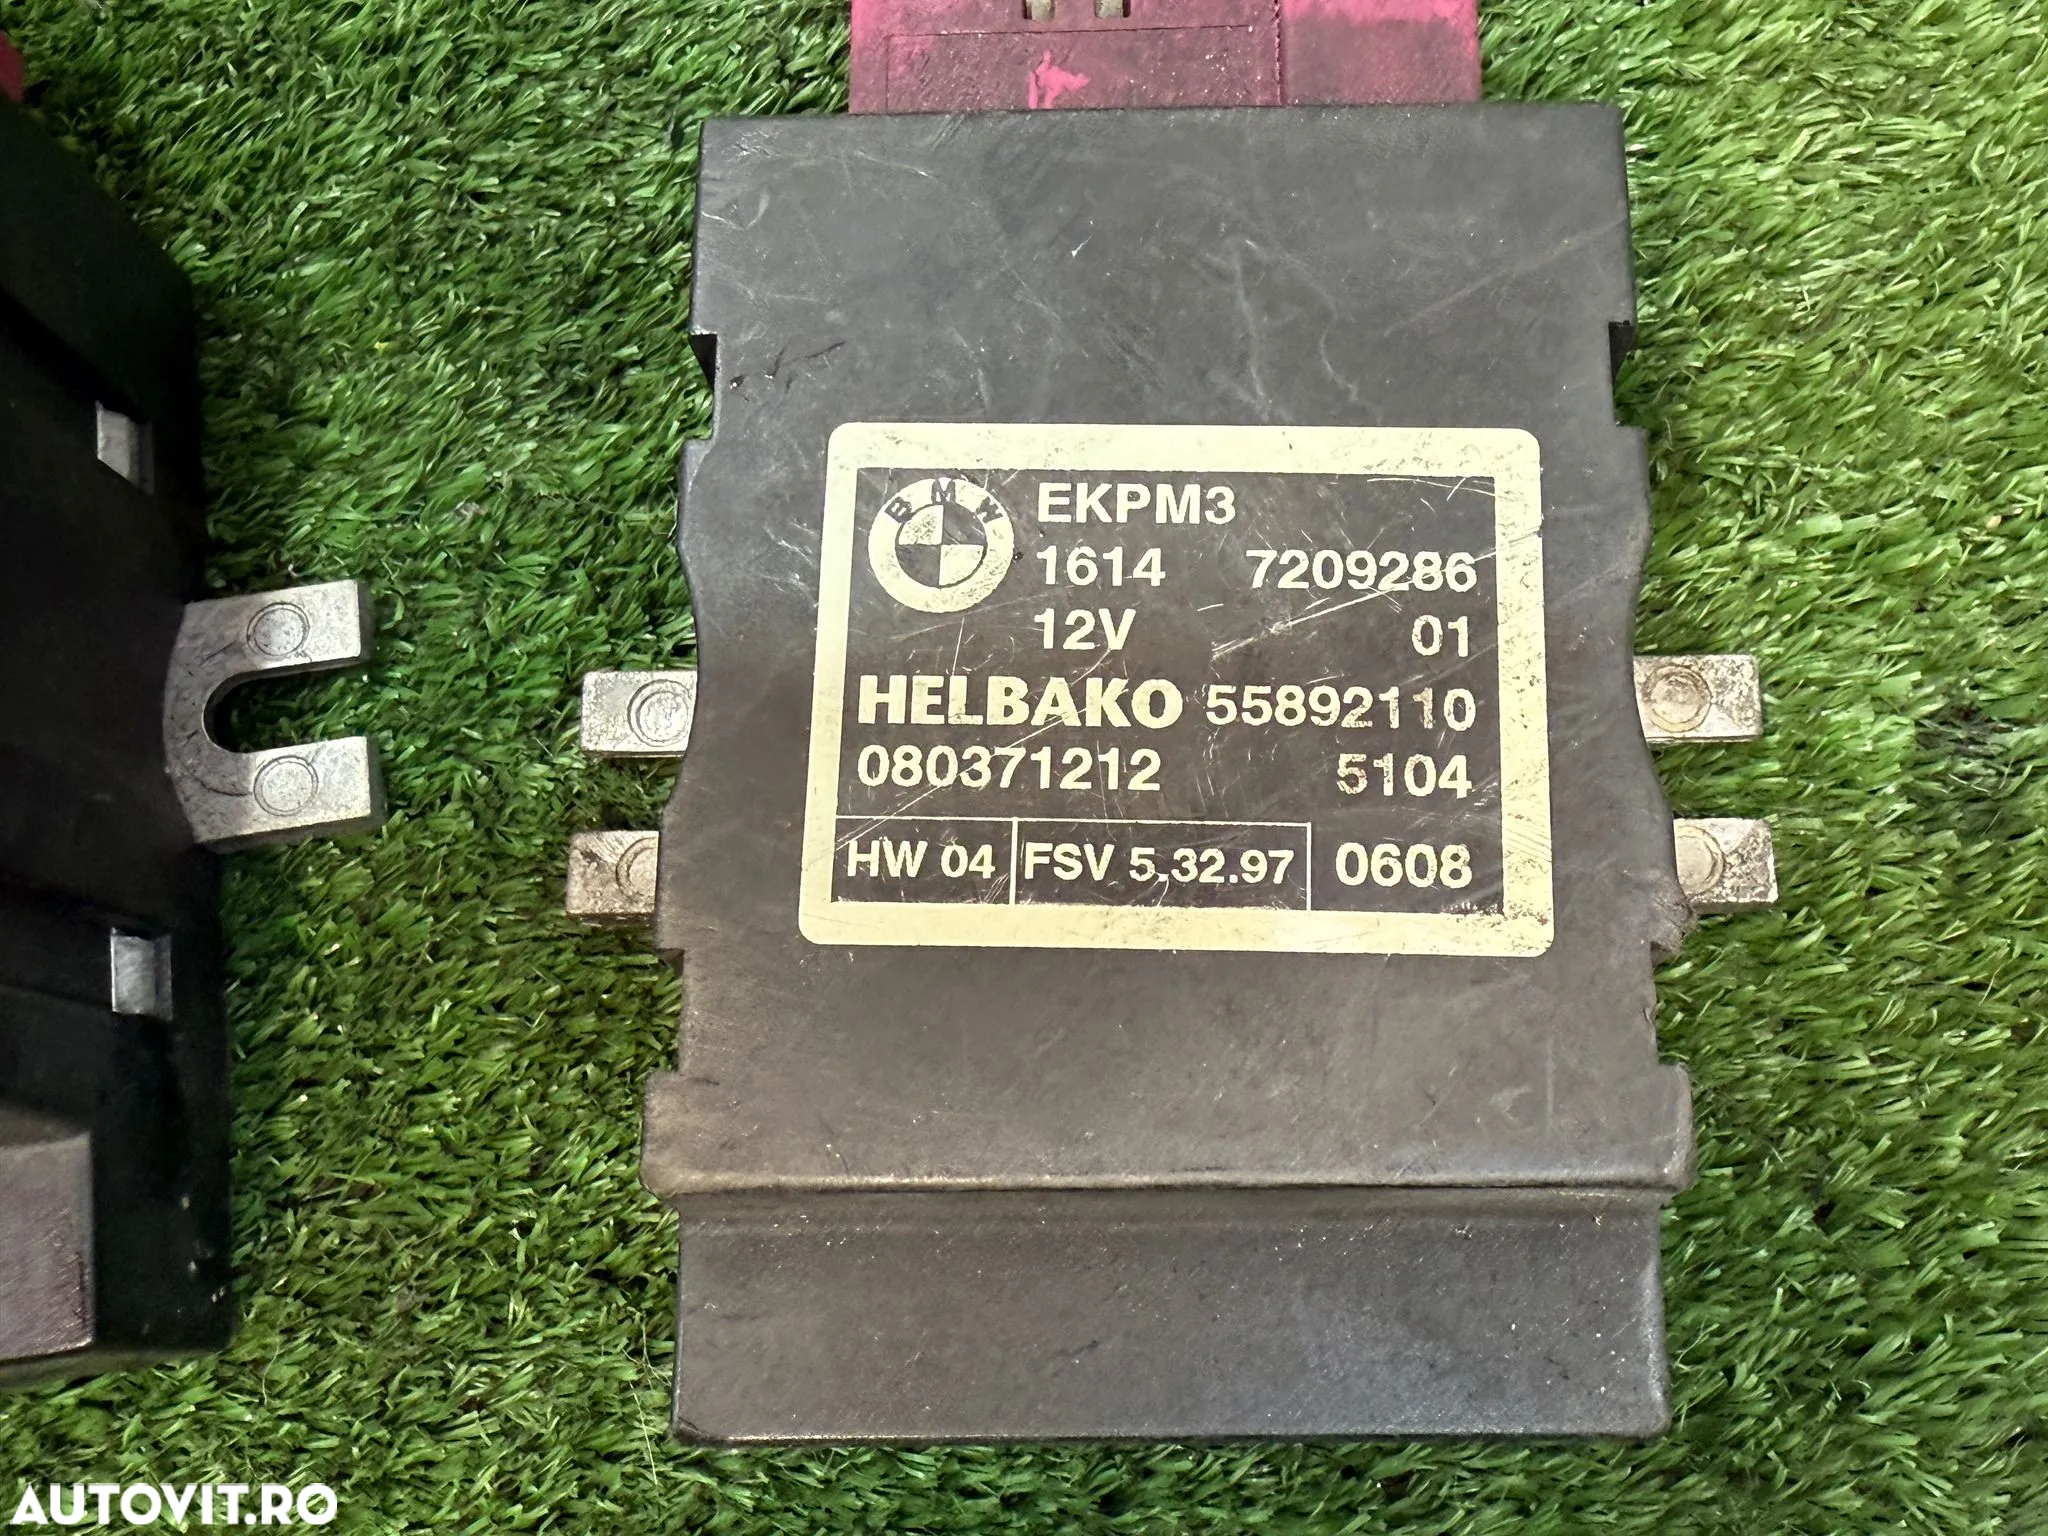 BMW
EKPM3
1614 7209286
12V 01
HELBAKO 55892110
080371212 5104
HW 04 FSV 5.32.97 0608
AUTOVIT.RO